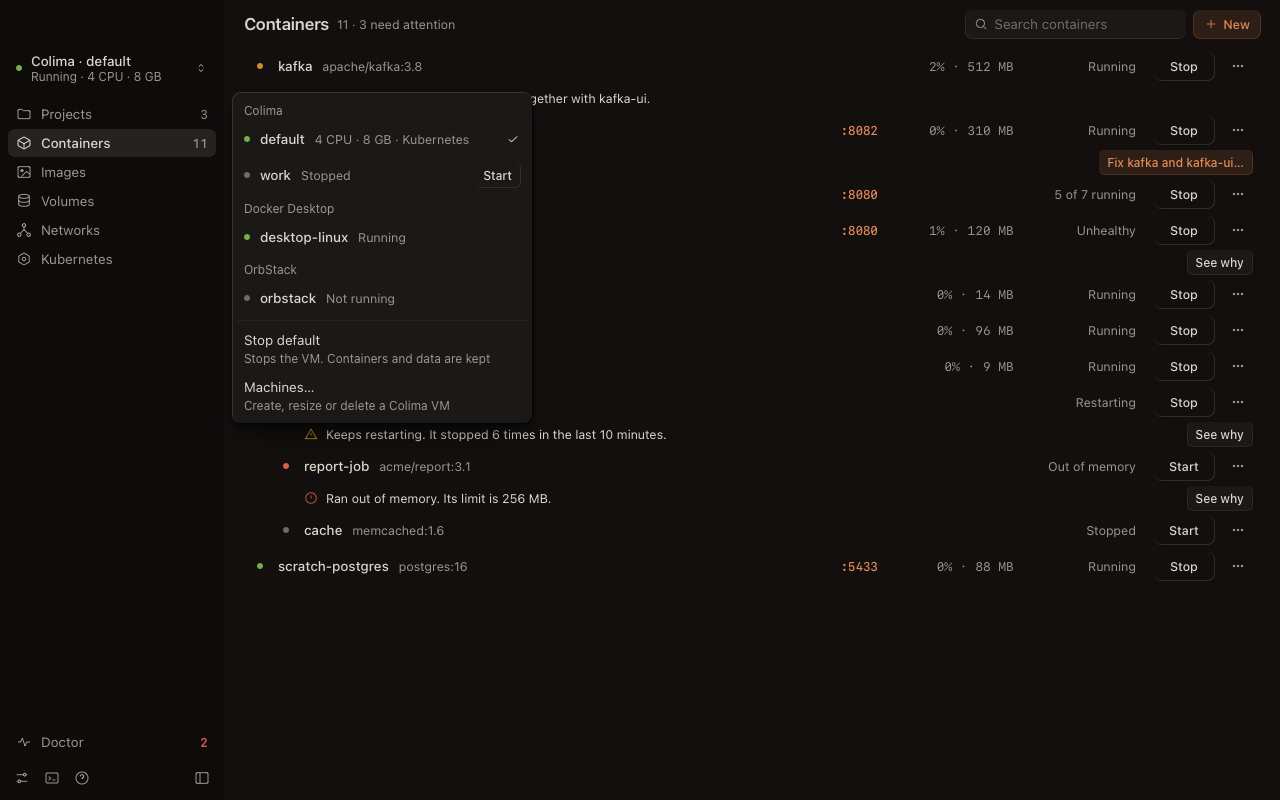 Containers 11 · 3 need attention
Search containers
+ New
Colima · default
Running · 4 CPU · 8 GB
Projects 3
Containers 11
Images
Volumes
Networks
Kubernetes
Doctor 2
kafka apache/kafka:3.8 2% · 512 MB Running Stop
gether with kafka-ui.
:8082 0% · 310 MB Running Stop
Fix kafka and kafka-ui...
:8080 5 of 7 running Stop
:8080 1% · 120 MB Unhealthy Stop
See why
0% · 14 MB Running Stop
0% · 96 MB Running Stop
0% · 9 MB Running Stop
Restarting Stop
Colima
default 4 CPU · 8 GB · Kubernetes
work Stopped Start
Docker Desktop
desktop-linux Running
OrbStack
orbstack Not running
Stop default
Stops the VM. Containers and data are kept
Machines...
Create, resize or delete a Colima VM
Keeps restarting. It stopped 6 times in the last 10 minutes. See why
report-job acme/report:3.1 Out of memory Start
Ran out of memory. Its limit is 256 MB. See why
cache memcached:1.6 Stopped Start
scratch-postgres postgres:16 :5433 0% · 88 MB Running Stop